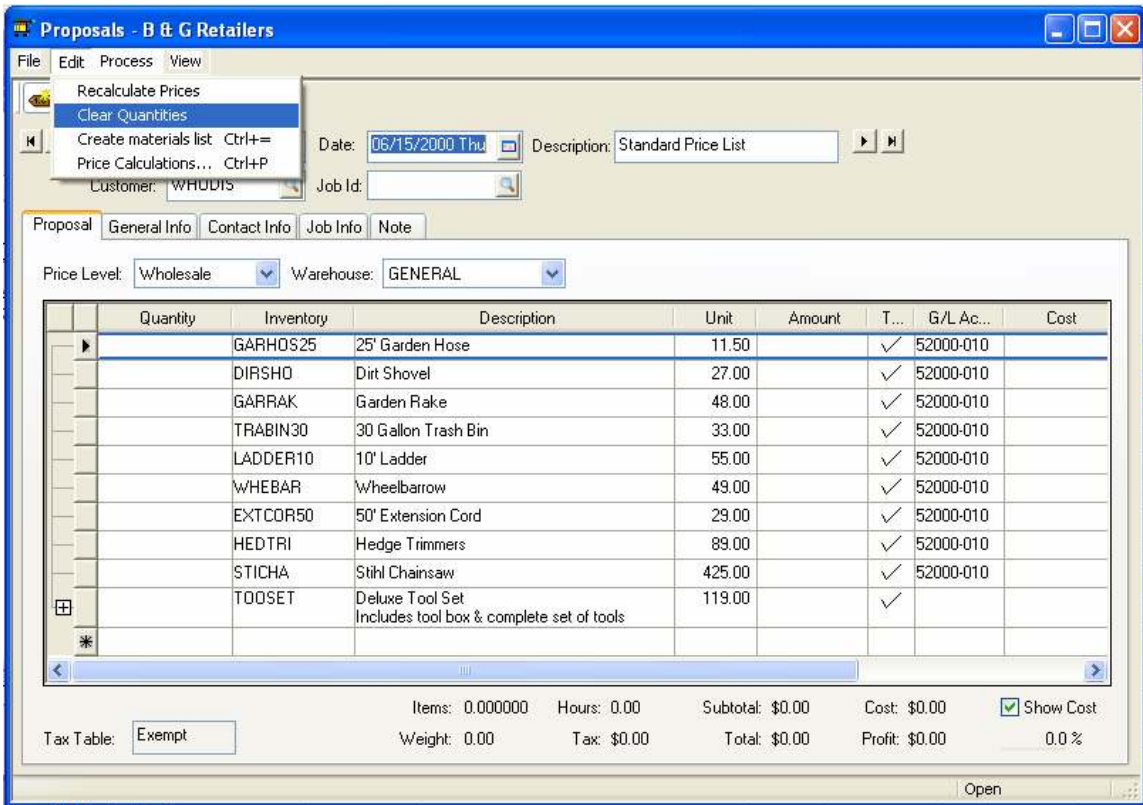 Proposals - B & G Retailers
File Edit Process View
Recalculate Prices
Clear Quantities
Create materials list Ctrl+=
Price Calculations... Ctrl+P
Date: 06/15/2000 Thu Description: Standard Price List
Customer: WHODIS Job Id:
Proposal General Info Contact Info Job Info Note
Price Level: Wholesale Warehouse: GENERAL
Quantity Inventory Description Unit Amount T... G/L Ac... Cost
GARHOS25 25' Garden Hose 11.50 52000-010
DIRSHO Dirt Shovel 27.00 52000-010
GARRAK Garden Rake 48.00 52000-010
TRABIN30 30 Gallon Trash Bin 33.00 52000-010
LADDER10 10' Ladder 55.00 52000-010
WHEBAR Wheelbarrow 49.00 52000-010
EXTCOR50 50' Extension Cord 29.00 52000-010
HEDTRI Hedge Trimmers 89.00 52000-010
STICHA Stihl Chainsaw 425.00 52000-010
TOOSET Deluxe Tool Set 119.00
Includes tool box & complete set of tools
Items: 0.000000 Hours: 0.00 Subtotal: $0.00 Cost: $0.00 Show Cost
Tax Table: Exempt Weight: 0.00 Tax: $0.00 Total: $0.00 Profit: $0.00 0.0 %
Open